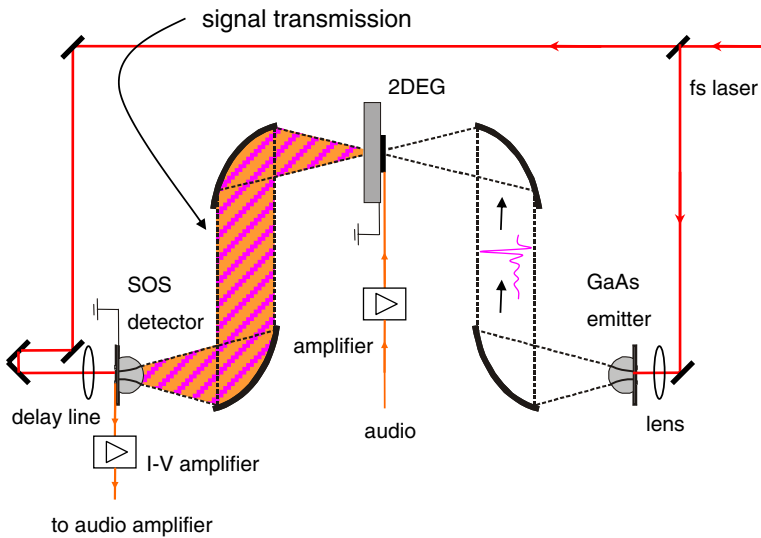 signal transmission
2DEG
fs laser
SOS
detector
GaAs
emitter
amplifier
delay line
lens
audio
I-V amplifier
to audio amplifier